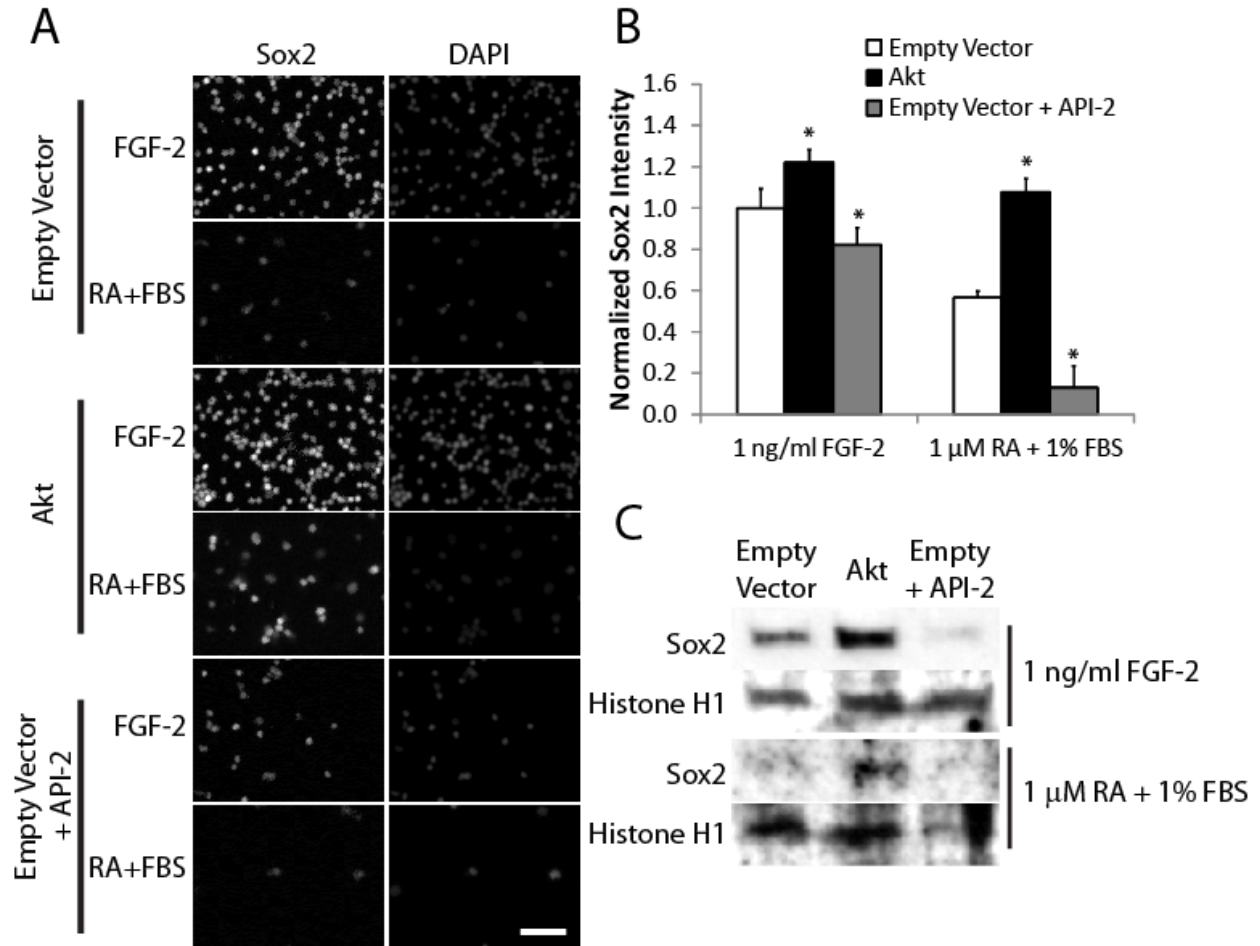 A
Sox2
DAPI
Empty Vector
FGF-2
RA+FBS
Akt
FGF-2
RA+FBS
Empty Vector
+ API-2
FGF-2
RA+FBS
B
Empty Vector
Akt
Empty Vector + API-2
Normalized Sox2 Intensity
1.6
1.4
1.2
1.0
0.8
0.6
0.4
0.2
0.0
*
*
*
*
1 ng/ml FGF-2
1 μM RA + 1% FBS
C
Empty
Vector
Akt
Empty
+ API-2
Sox2
Histone H1
1 ng/ml FGF-2
Sox2
Histone H1
1 μM RA + 1% FBS